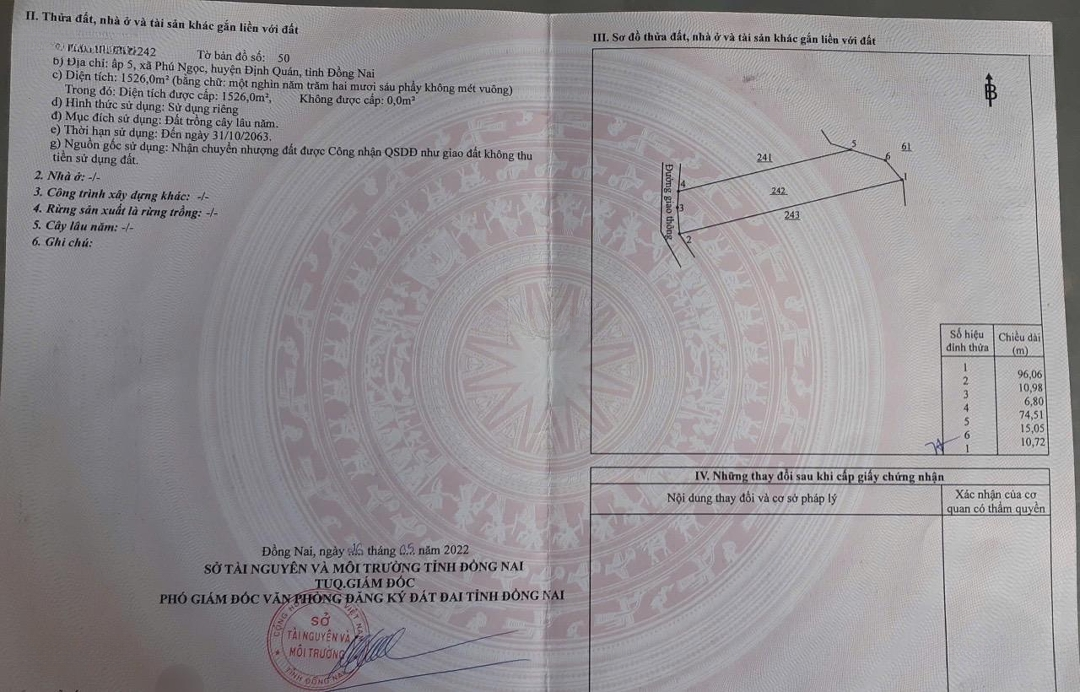 II. Thửa đất, nhà ở và tài sản khác gắn liền với đất
242 Tờ bản đồ số: 50
b) Địa chỉ: ấp 5, xã Phú Ngọc, huyện Định Quán, tỉnh Đồng Nai
c) Diện tích: 1526,0m² (bằng chữ: một nghìn năm trăm hai mươi sáu phẩy không mét vuông)
Trong đó: Diện tích được cấp: 1526,0m², Không được cấp: 0,0m²
d) Hình thức sử dụng: Sử dụng riêng
đ) Mục đích sử dụng: Đất trồng cây lâu năm.
e) Thời hạn sử dụng: Đến ngày 31/10/2063.
g) Nguồn gốc sử dụng: Nhận chuyển nhượng đất được Công nhận QSDĐ như giao đất không thu
tiền sử dụng đất.
2. Nhà ở: -/-
3. Công trình xây dựng khác: -/-
4. Rừng sản xuất là rừng trồng: -/-
5. Cây lâu năm: -/-
6. Ghi chú:
Đồng Nai, ngày tháng 05 năm 2022
SỞ TÀI NGUYÊN VÀ MÔI TRƯỜNG TỈNH ĐỒNG NAI
TUQ.GIÁM ĐỐC
PHÓ GIÁM ĐỐC VĂN PHÒNG ĐĂNG KÝ ĐẤT ĐAI TỈNH ĐỒNG NAI
SỞ
TÀI NGUYÊN VÀ
MÔI TRƯỜNG
TỈNH ĐỒNG NAI
III. Sơ đồ thửa đất, nhà ở và tài sản khác gắn liền với đất
B
5
61
241
6
4
242
1
3
243
2
Đường giao thông
Số hiệu Chiều dài
đỉnh thửa (m)
1
96,06
2
10,98
3
6,80
4
74,51
5
15,05
6
10,72
1
IV. Những thay đổi sau khi cấp giấy chứng nhận
Nội dung thay đổi và cơ sở pháp lý
Xác nhận của cơ
quan có thẩm quyền